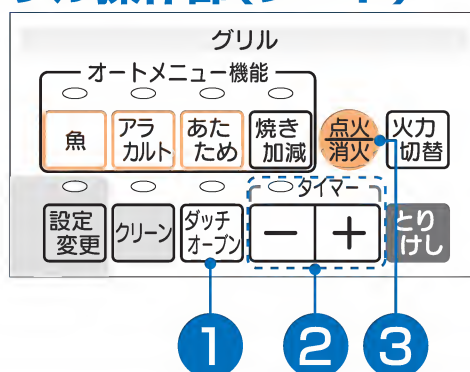 グリル
オートメニュー機能
魚
アラ
カルト
あた
ため
焼き
加減
点火
消火
火力
切替
タイマー
設定
変更
クリーン
ダッチ
オーブン
－
＋
とり
けし
1
2
3